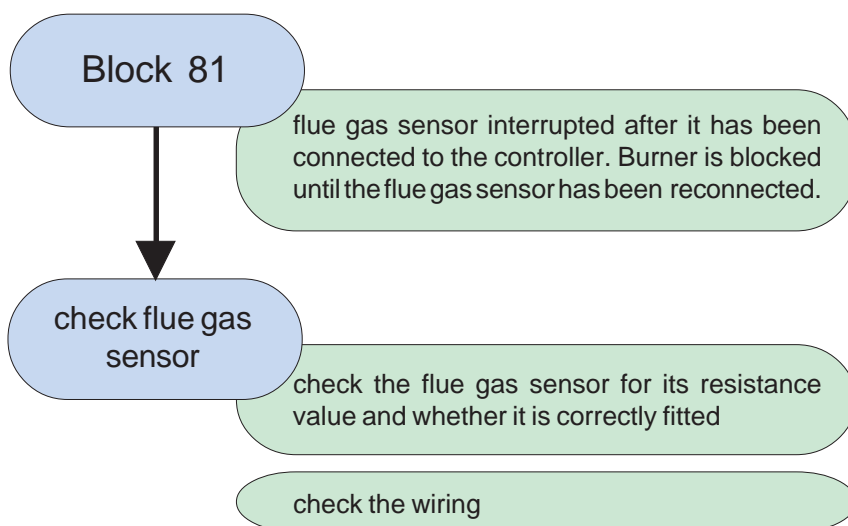 Block 81
flue gas sensor interrupted after it has been
connected to the controller. Burner is blocked
until the flue gas sensor has been reconnected.
check flue gas
sensor
check the flue gas sensor for its resistance
value and whether it is correctly fitted
check the wiring